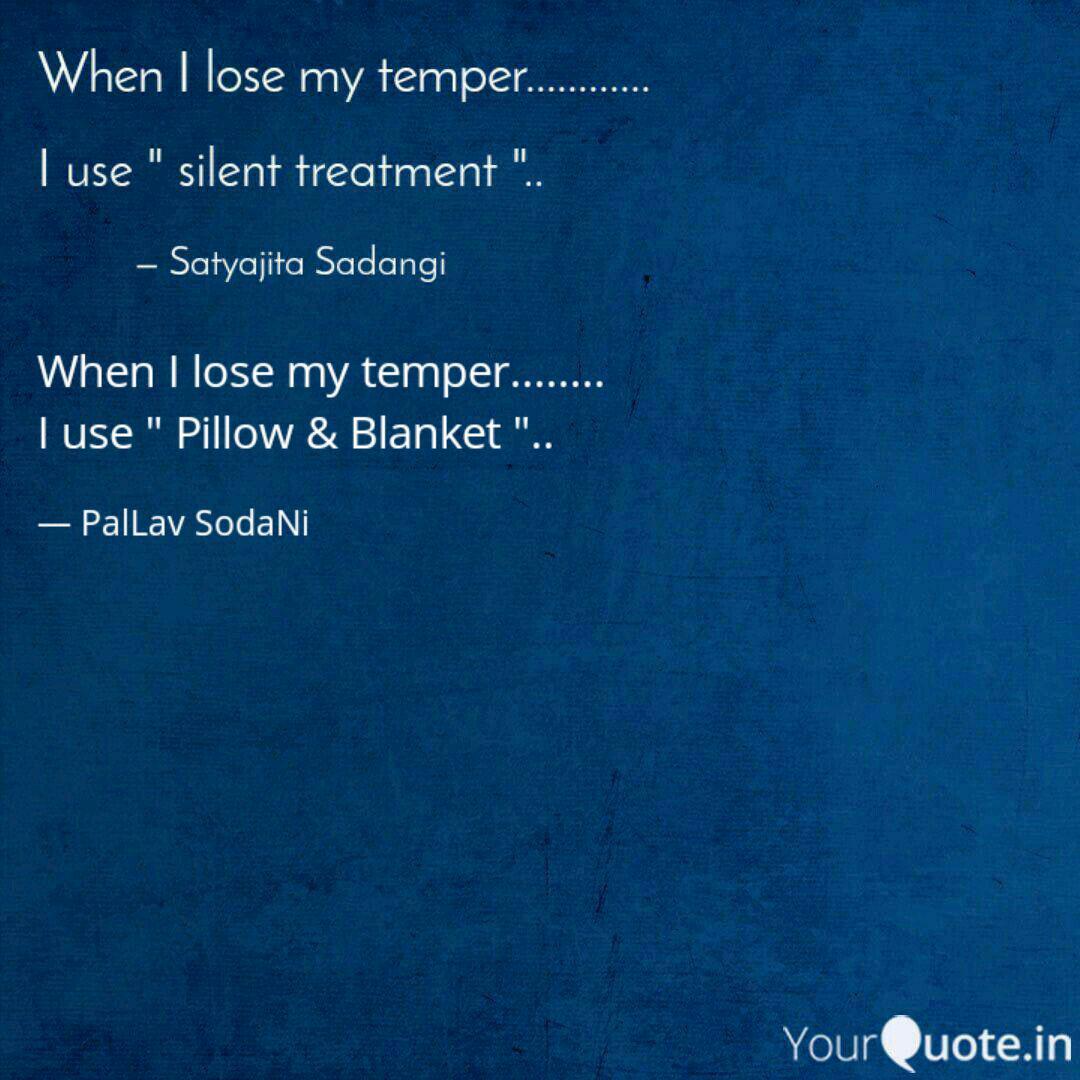 When I lose my temper............
I use " silent treatment "..
– Satyajita Sadangi
When I lose my temper........
I use " Pillow & Blanket "..
— PalLav SodaNi
YourQuote.in